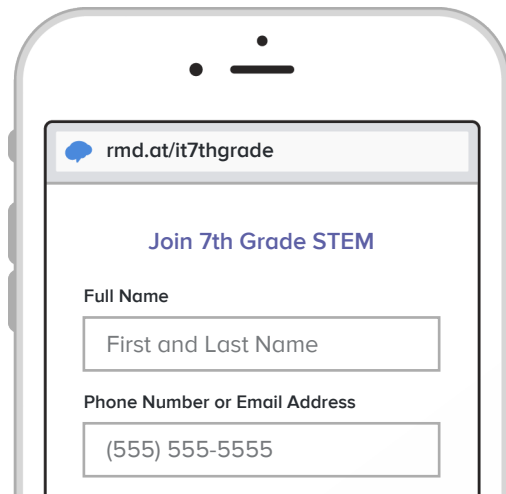 rmd.at/it7thgrade
Join 7th Grade STEM
Full Name
First and Last Name
Phone Number or Email Address
(555) 555-5555